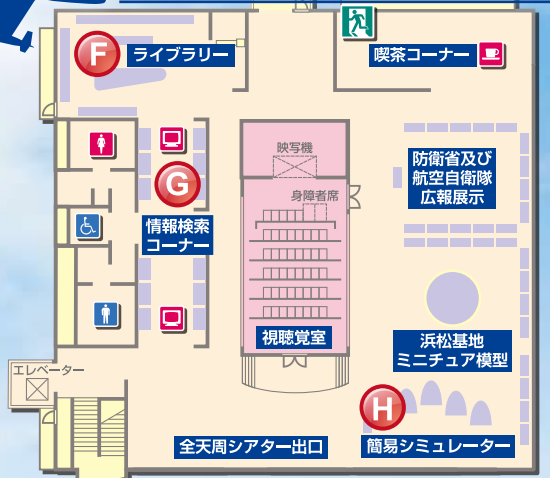 F
ライブラリー
喫茶コーナー
映写機
身障者席
防衛省及び
航空自衛隊
広報展示
G
情報検索
コーナー
視聴覚室
浜松基地
ミニチュア模型
エレベーター
H
簡易シミュレーター
全天周シアター出口